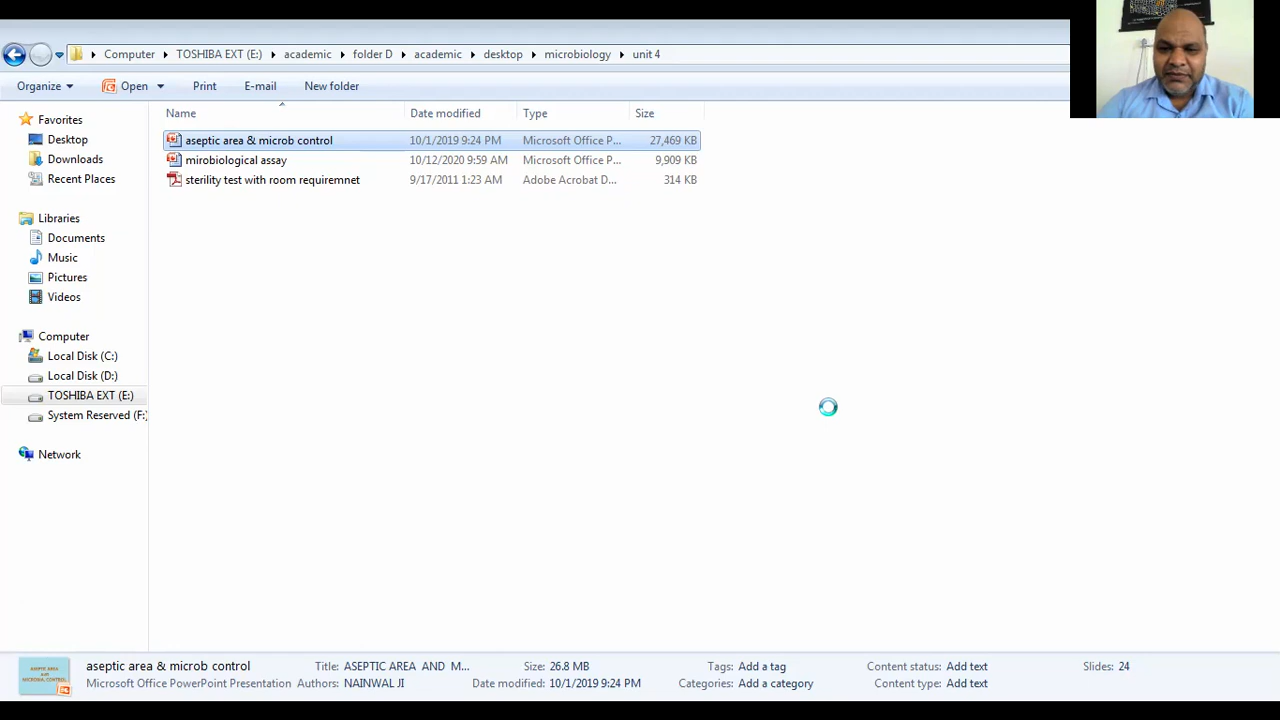 Computer TOSHIBA EXT (E:) academic folder D academic desktop microbiology unit 4
Organize Open Print E-mail New folder
Name Date modified Type Size
Favorites
Desktop
Downloads
Recent Places
Libraries
Documents
Music
Pictures
Videos
Computer
Local Disk (C:)
Local Disk (D:)
TOSHIBA EXT (E:)
System Reserved (F:)
Network
aseptic area & microb control 10/1/2019 9:24 PM Microsoft Office P... 27,469 KB
mirobiological assay 10/12/2020 9:59 AM Microsoft Office P... 9,909 KB
sterility test with room requiremnet 9/17/2011 1:23 AM Adobe Acrobat D... 314 KB
ASEPTIC AREA
AND
MICROBIAL CONTROL
aseptic area & microb control Title: ASEPTIC AREA AND M... Size: 26.8 MB Tags: Add a tag Content status: Add text Slides: 24
Microsoft Office PowerPoint Presentation Authors: NAINWAL JI Date modified: 10/1/2019 9:24 PM Categories: Add a category Content type: Add text